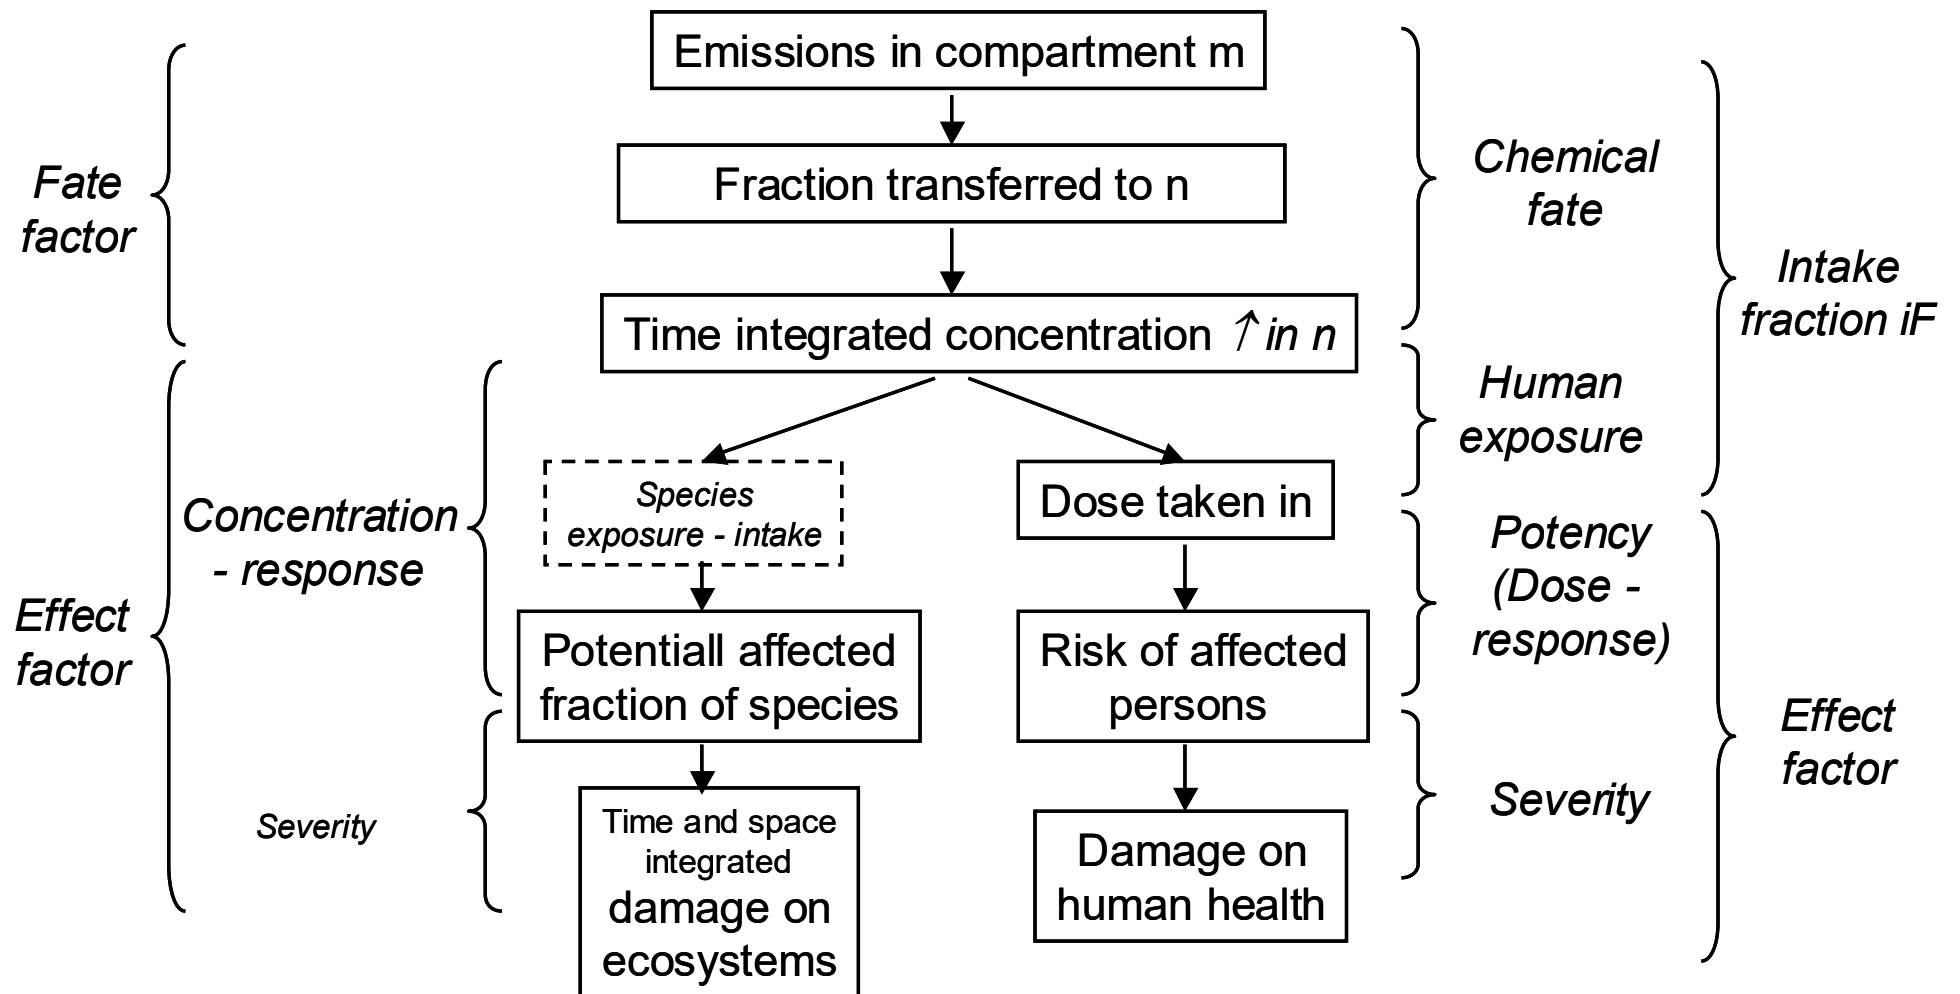 Emissions in compartment m
Fraction transferred to n
Time integrated concentration ↑ in n
Species
exposure - intake
Dose taken in
Potentiall affected
fraction of species
Risk of affected
persons
Time and space
integrated
damage on
ecosystems
Damage on
human health
Fate
factor
Effect
factor
Concentration
- response
Severity
Chemical
fate
Human
exposure
Potency
(Dose -
response)
Severity
Intake
fraction iF
Effect
factor